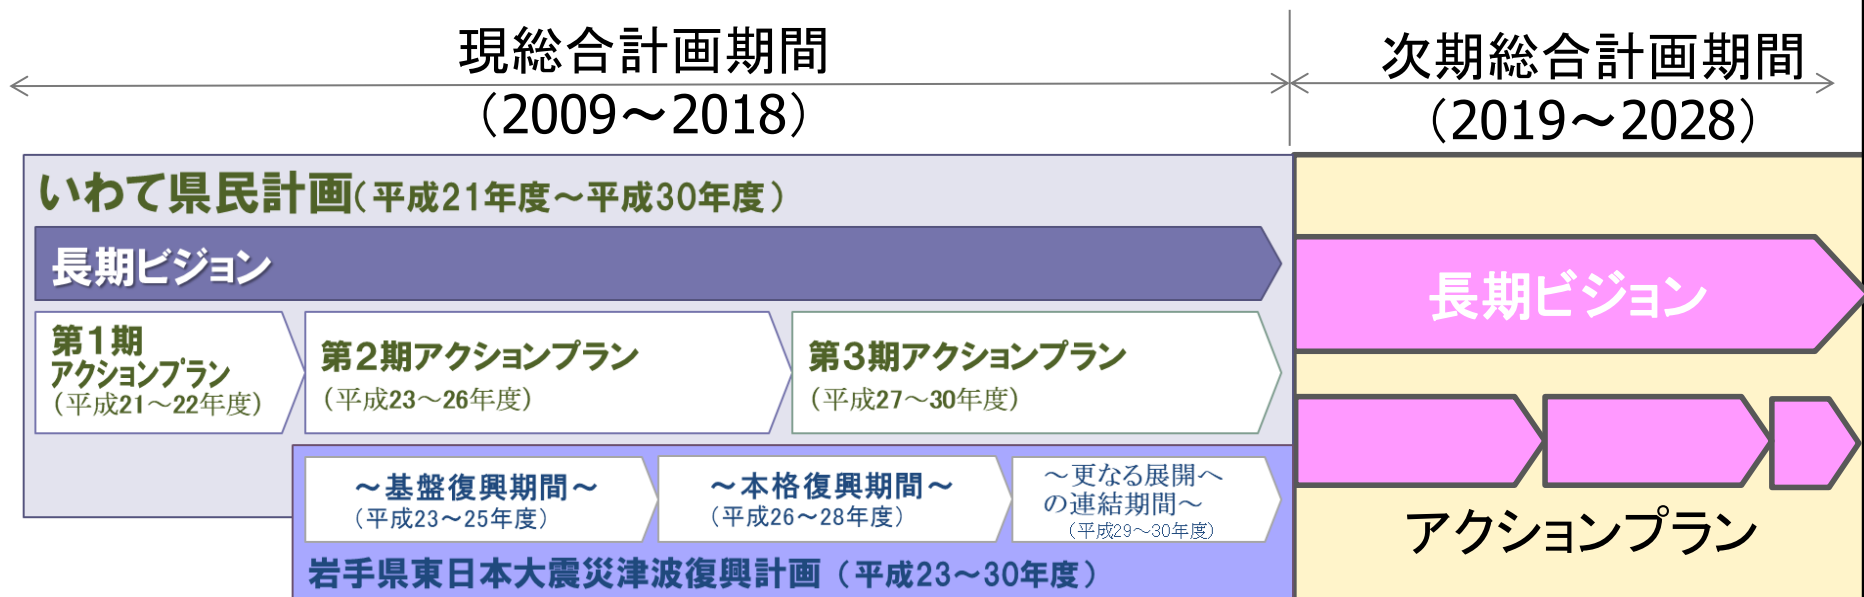 現総合計画期間
（2009～2018）
次期総合計画期間
（2019～2028）
いわて県民計画（平成21年度～平成30年度）
長期ビジョン
第１期
アクションプラン
（平成21～22年度）
第２期アクションプラン
（平成23～26年度）
第３期アクションプラン
（平成27～30年度）
～基盤復興期間～
（平成23～25年度）
～本格復興期間～
（平成26～28年度）
～更なる展開へ
の連結期間～
（平成29～30年度）
岩手県東日本大震災津波復興計画（平成23～30年度）
長期ビジョン
アクションプラン